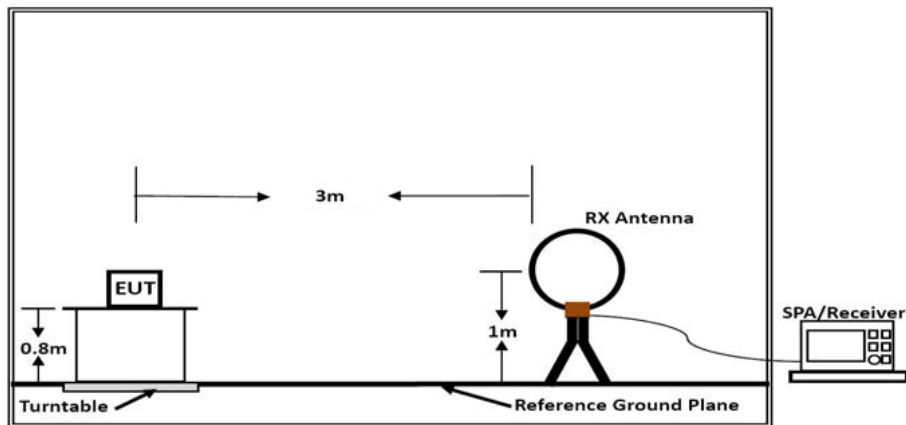 3m
RX Antenna
EUT
SPA/Receiver
0.8m
1m
Turntable
Reference Ground Plane